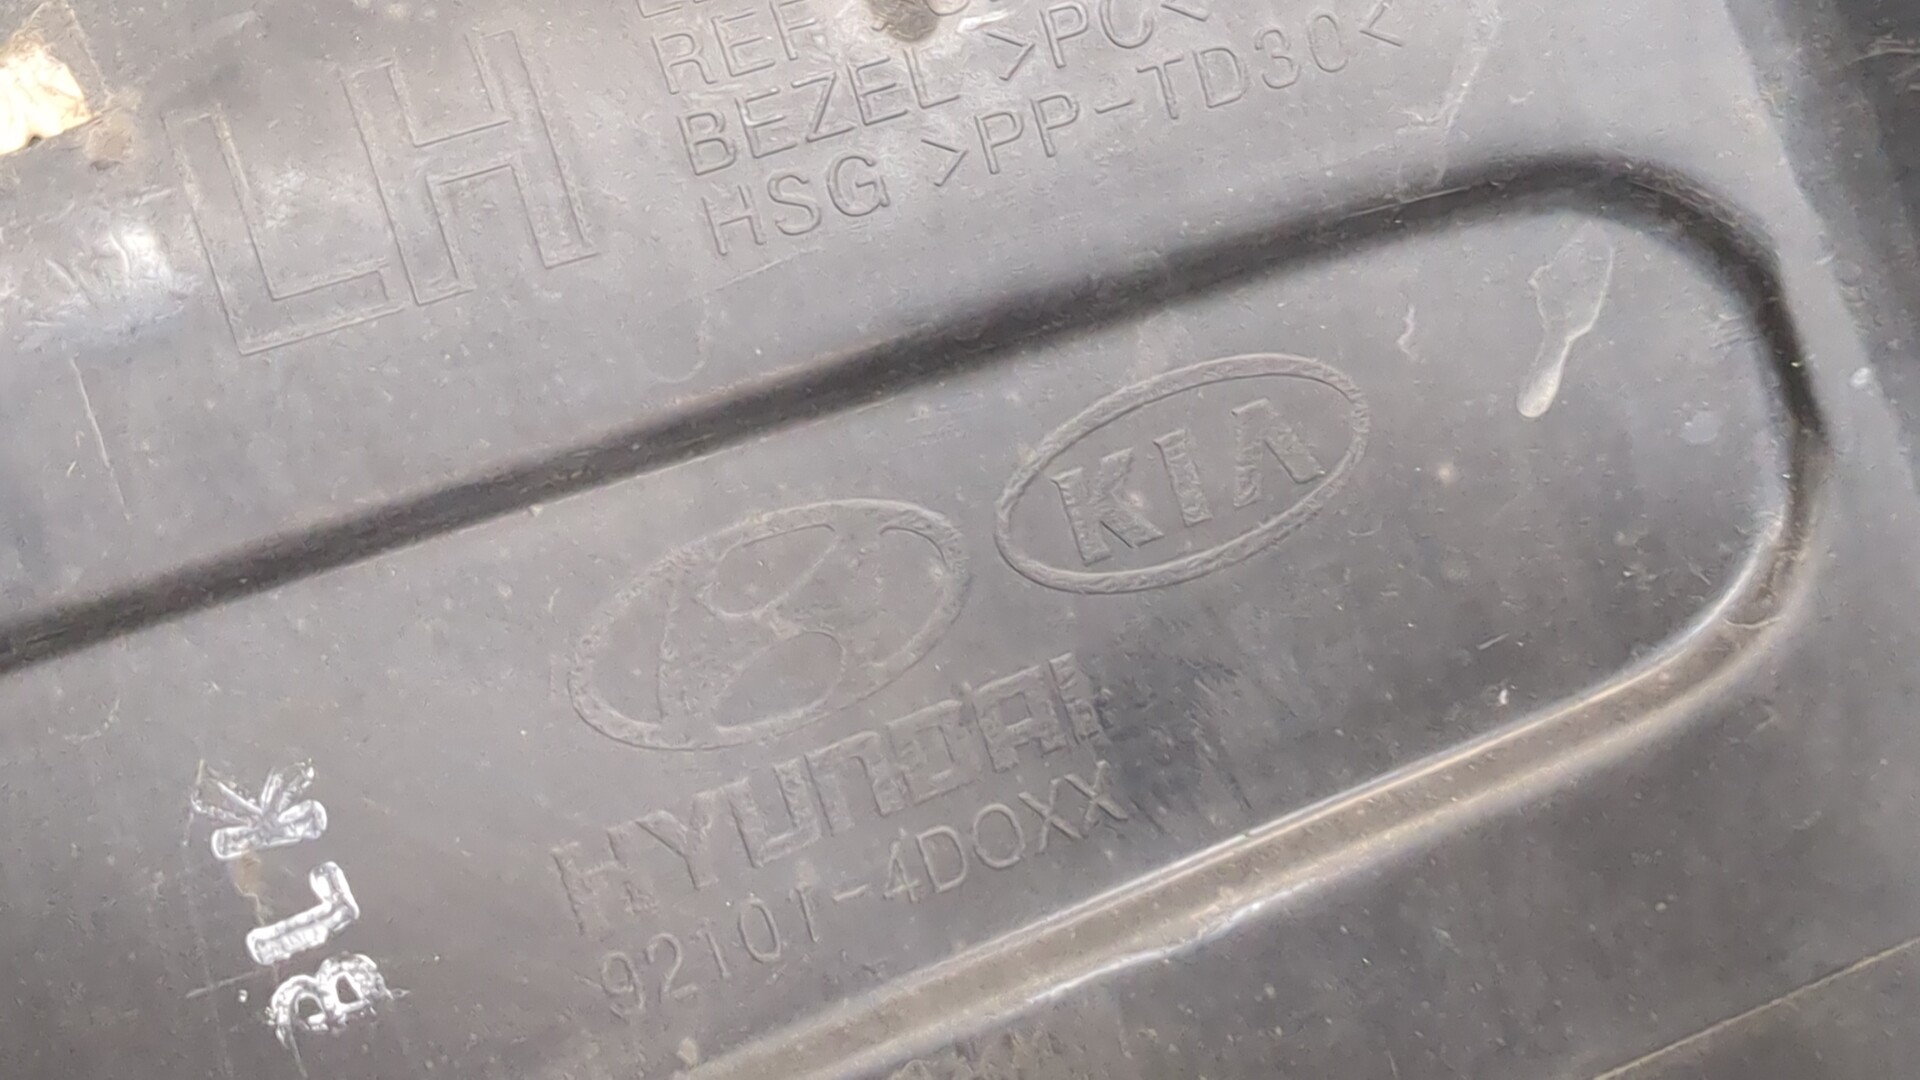 LH
REF
BEZEL >PC<
HSG >PP-TD30<
KIA
HYUNDAI
92101-4D0XX
BLK